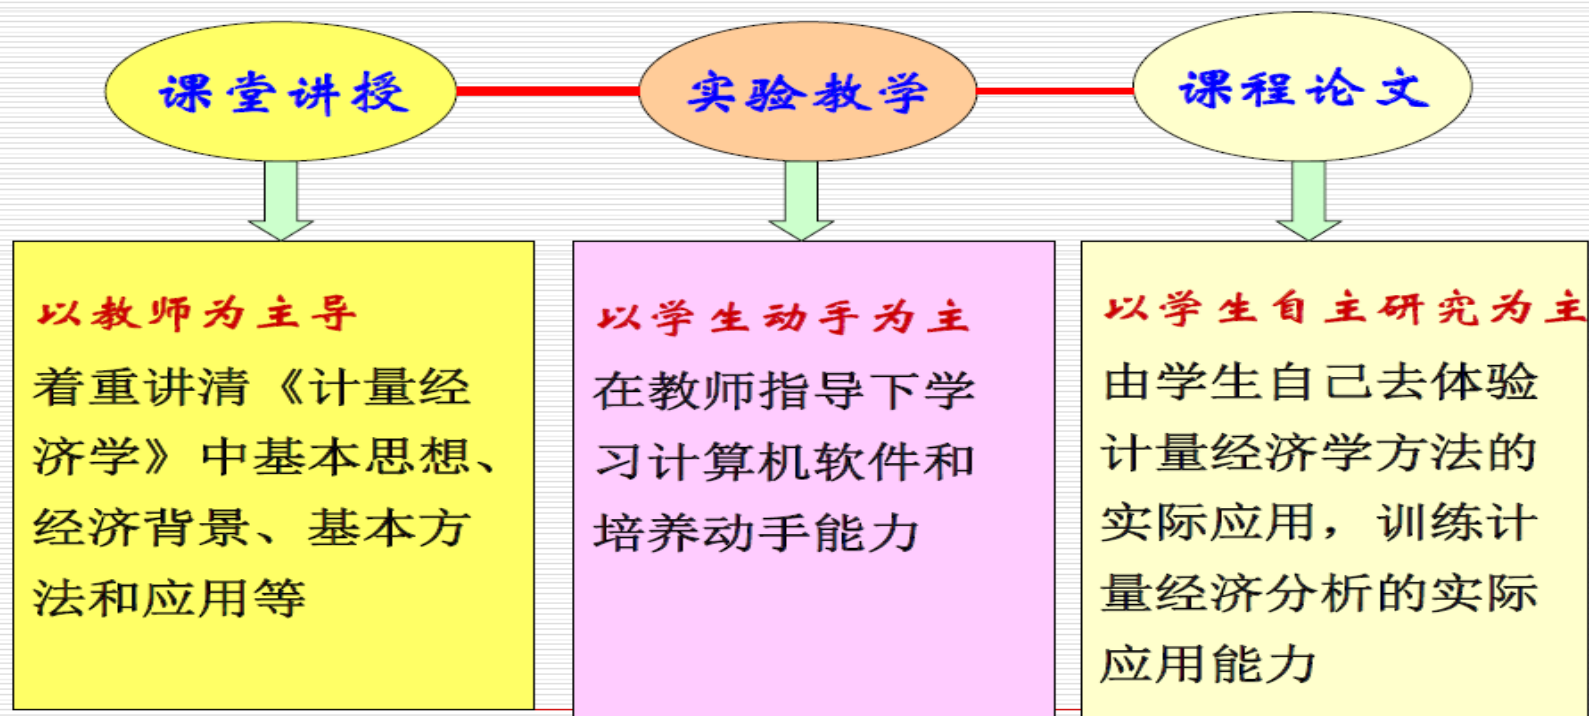 课堂讲授
实验教学
课程论文
以教师为主导
着重讲清《计量经
济学》中基本思想、
经济背景、基本方
法和应用等
以学生动手为主
在教师指导下学
习计算机软件和
培养动手能力
以学生自主研究为主
由学生自己去体验
计量经济学方法的
实际应用，训练计
量经济分析的实际
应用能力